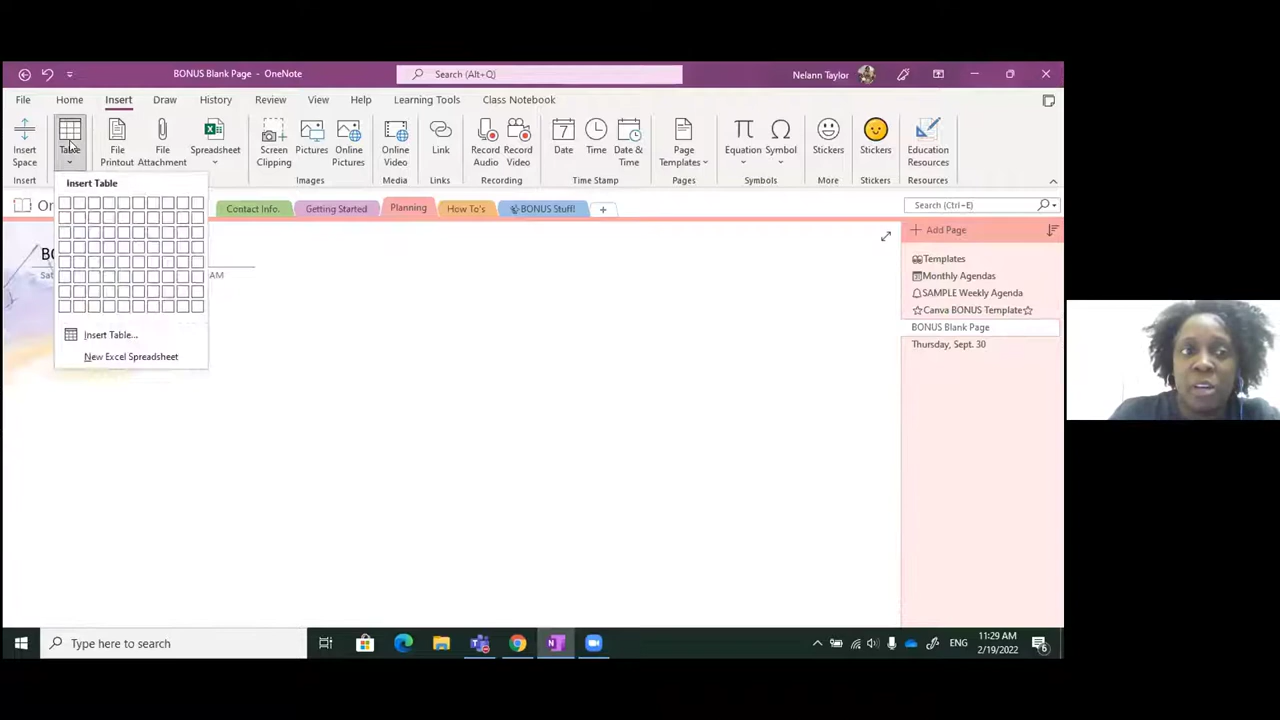 BONUS Blank Page - OneNote
Search (Alt+Q)
Nelann Taylor
File Home Insert Draw History Review View Help Learning Tools Class Notebook
Insert Space
Table
File Printout
File Attachment
Spreadsheet
Screen Clipping
Pictures
Online Pictures
Online Video
Link
Record Audio
Record Video
Date
Time
Date & Time
Page Templates
Equation
Symbol
Stickers
Stickers
Education Resources
Insert Images Media Links Recording Time Stamp Pages Symbols More Stickers Resources
Insert Table
On
Contact Info. Getting Started Planning How To's BONUS Stuff!
Search (Ctrl+E)
Add Page
BO
Sat
AM
Insert Table...
New Excel Spreadsheet
Templates
Monthly Agendas
SAMPLE Weekly Agenda
Canva BONUS Template
BONUS Blank Page
Thursday, Sept. 30
Type here to search
ENG
11:29 AM
2/19/2022
6